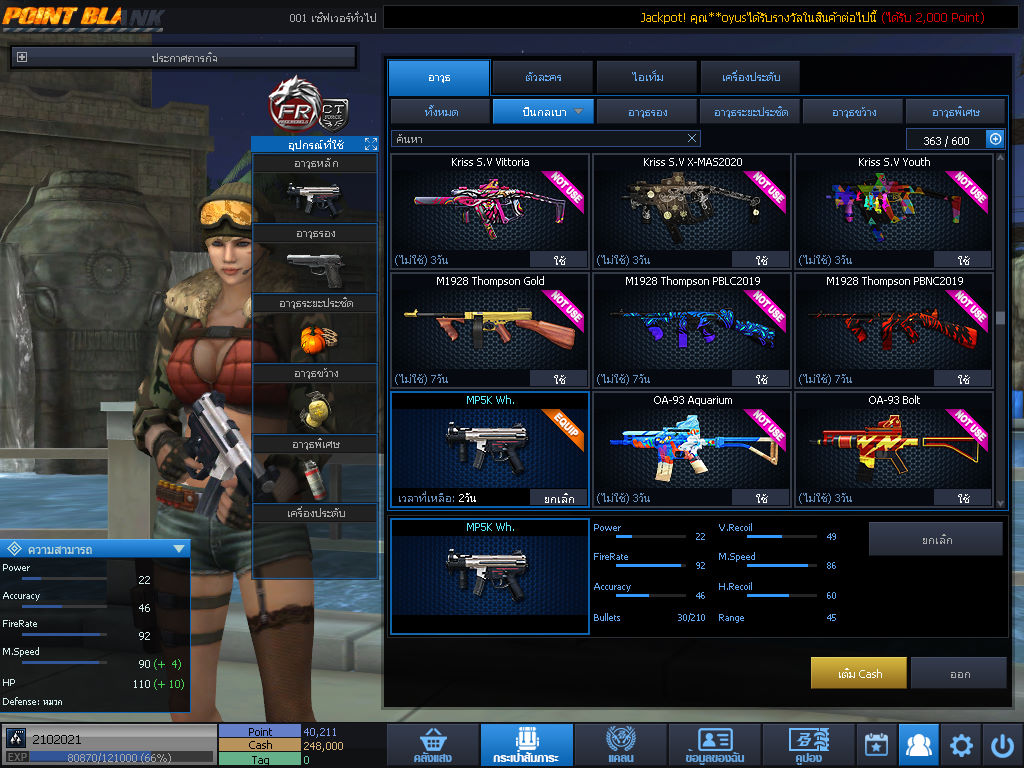 POINT BLANK
001 เซิฟเวอร์ทั่วไป
Jackpot! คุณ**oyusได้รับรางวัลในสินค้าต่อไปนี้ (ได้รับ 2,000 Point)
ประกาศภารกิจ
FR
CT
FORCE
อุปกรณ์ที่ใช้
อาวุธหลัก
อาวุธรอง
อาวุธระยะประชิด
อาวุธขว้าง
อาวุธพิเศษ
เครื่องประดับ
อาวุธ
ตัวละคร
ไอเท็ม
เครื่องประดับ
ทั้งหมด
ปืนกลเบา
อาวุธรอง
อาวุธระยะประชิด
อาวุธขว้าง
อาวุธพิเศษ
ค้นหา
363 / 600
Kriss S.V Vittoria
NOT USE
(ไม่ใช้) 3วัน
ใช้
Kriss S.V X-MAS2020
NOT USE
(ไม่ใช้) 3วัน
ใช้
Kriss S.V Youth
NOT USE
(ไม่ใช้) 3วัน
ใช้
M1928 Thompson Gold
NOT USE
(ไม่ใช้) 7วัน
ใช้
M1928 Thompson PBLC2019
NOT USE
(ไม่ใช้) 7วัน
ใช้
M1928 Thompson PBNC2019
NOT USE
(ไม่ใช้) 7วัน
ใช้
MP5K Wh.
EQUIP
เวลาที่เหลือ: 2วัน
ยกเลิก
OA-93 Aquarium
NOT USE
(ไม่ใช้) 3วัน
ใช้
OA-93 Bolt
NOT USE
(ไม่ใช้) 3วัน
ใช้
MP5K Wh.
Power 22
FireRate 92
Accuracy 46
Bullets 30/210
V.Recoil 49
M.Speed 86
H.Recoil 60
Range 45
ยกเลิก
เติม Cash
ออก
ความสามารถ
Power
22
Accuracy
46
FireRate
92
M.Speed
90 (+ 4)
HP
110 (+ 10)
Defense: หมวก
2102021
EXP 80870/121000 (66%)
Point 40,211
Cash 248,000
Tag 0
คลังแสง
กระเป๋าสัมภาระ
แคลน
ข้อมูลของฉัน
คูปอง